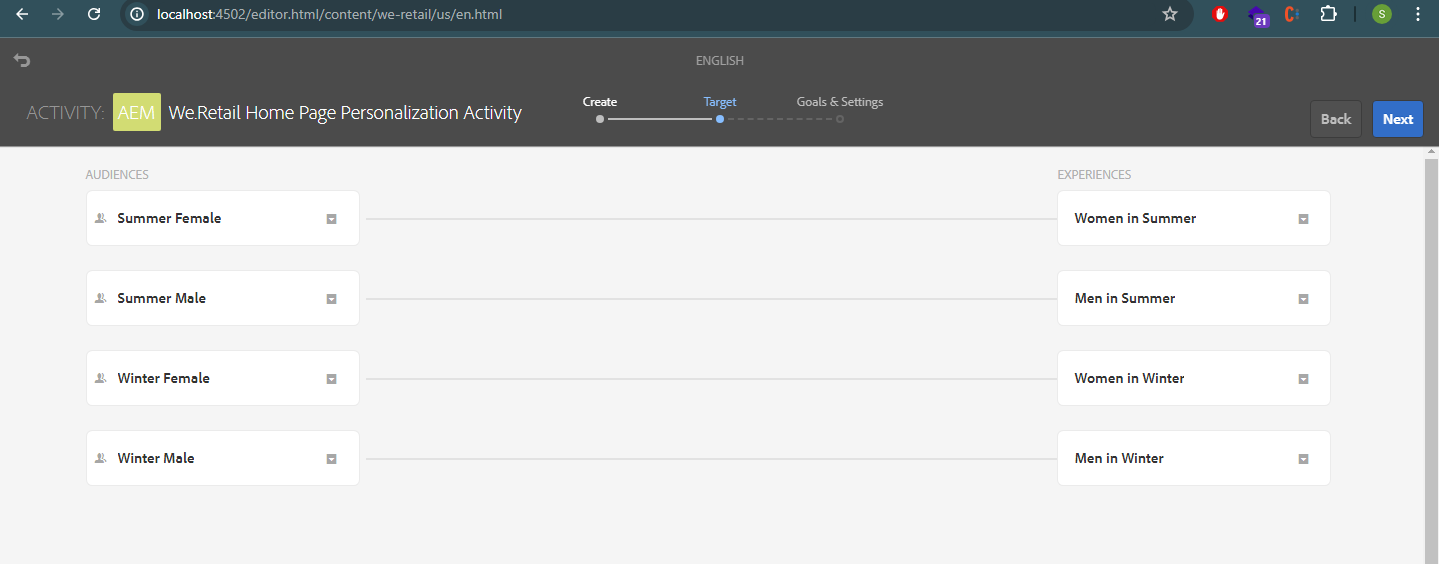 localhost:4502/editor.html/content/we-retail/us/en.html
21
S
ENGLISH
ACTIVITY: AEM We.Retail Home Page Personalization Activity
Create Target Goals & Settings
Back Next
AUDIENCES EXPERIENCES
Summer Female Women in Summer
Summer Male Men in Summer
Winter Female Women in Winter
Winter Male Men in Winter